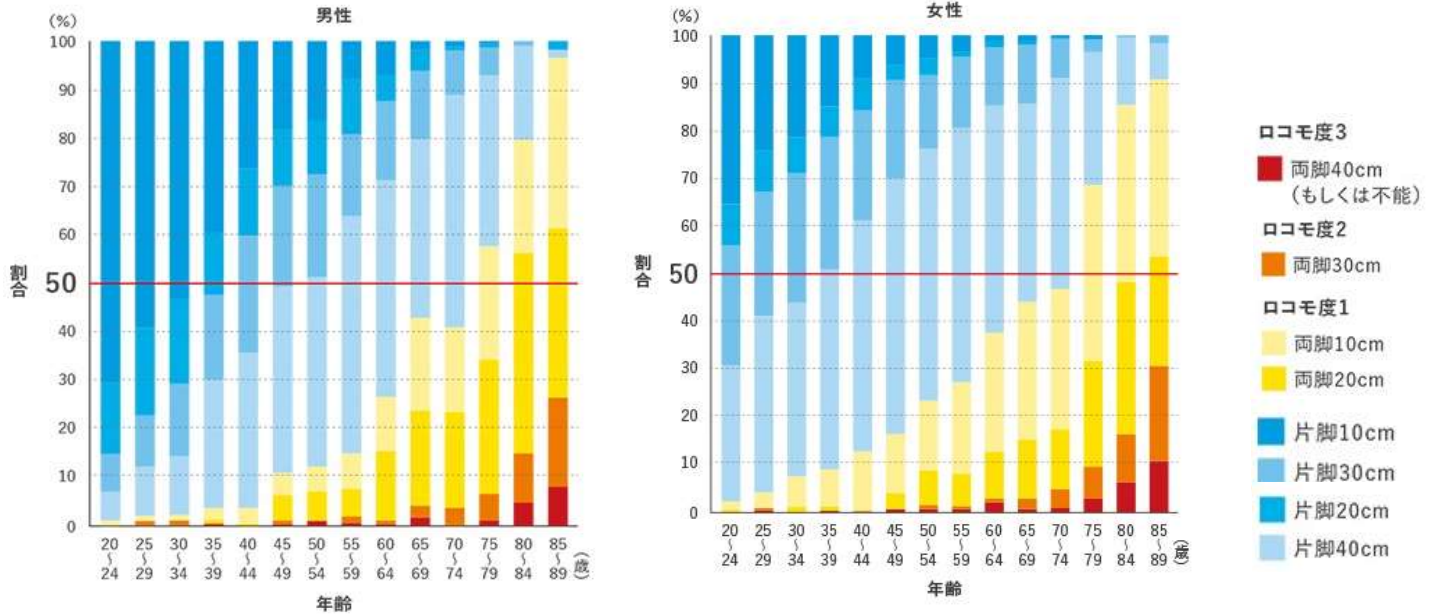 男性
(%)
100
90
80
70
60
50
40
30
20
10
0
割合
20〜24
25〜29
30〜34
35〜39
40〜44
45〜49
50〜54
55〜59
60〜64
65〜69
70〜74
75〜79
80〜84
85〜89
(歳)
年齢
女性
(%)
100
90
80
70
60
50
40
30
20
10
0
割合
20〜24
25〜29
30〜34
35〜39
40〜44
45〜49
50〜54
55〜59
60〜64
65〜69
70〜74
75〜79
80〜84
85〜89
(歳)
年齢
ロコモ度3
両脚40cm
(もしくは不能)
ロコモ度2
両脚30cm
ロコモ度1
両脚10cm
両脚20cm
片脚10cm
片脚30cm
片脚20cm
片脚40cm